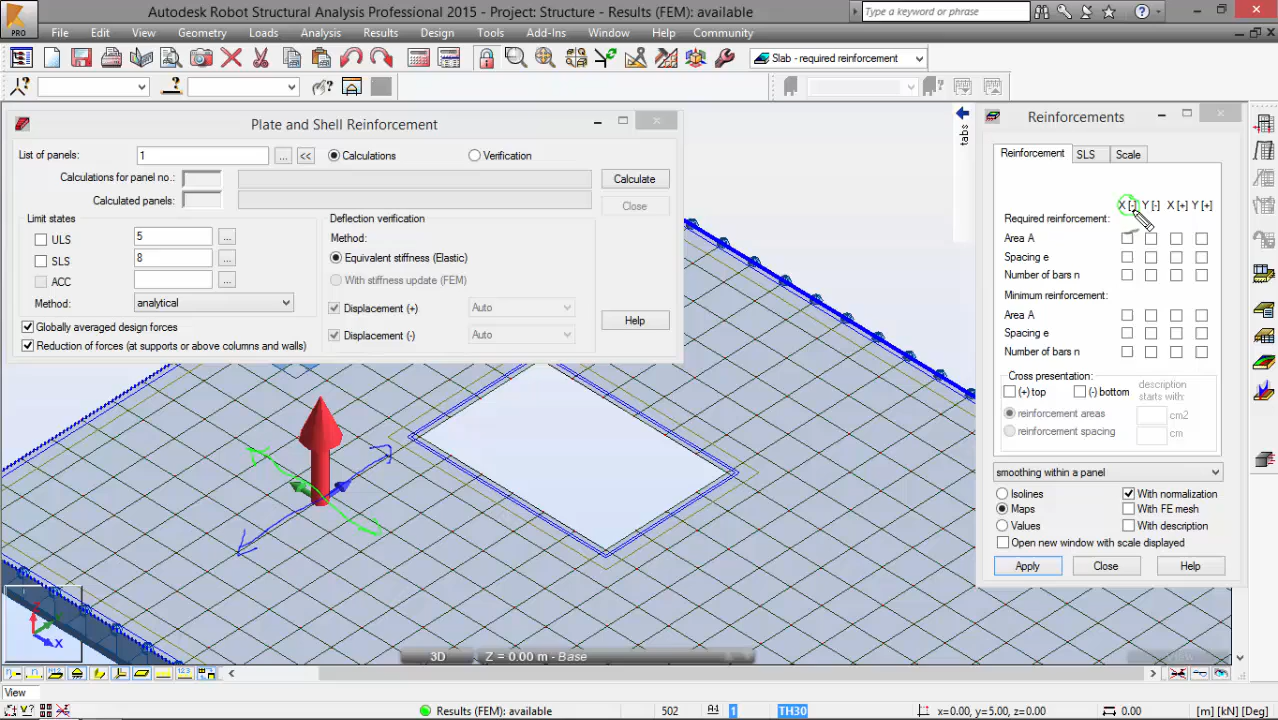 Autodesk Robot Structural Analysis Professional 2015 - Project: Structure - Results (FEM): available
Type a keyword or phrase
PRO
File Edit View Geometry Loads Analysis Results Design Tools Add-Ins Window Help Community
Slab - required reinforcement
Plate and Shell Reinforcement
List of panels: 1 ... << Calculations Verification
Calculations for panel no.: Calculate
Calculated panels: Close
Limit states
ULS 5 ...
SLS 8 ...
ACC ...
Method: analytical
Globally averaged design forces
Reduction of forces (at supports or above columns and walls)
Deflection verification
Method:
Equivalent stiffness (Elastic)
With stiffness update (FEM)
Displacement (+) Auto
Displacement (-) Auto
Help
tabs
Reinforcements
Reinforcement SLS Scale
X [-] Y [-] X [+] Y [+]
Required reinforcement:
Area A
Spacing e
Number of bars n
Minimum reinforcement:
Area A
Spacing e
Number of bars n
Cross presentation:
(+) top (-) bottom description starts with:
reinforcement areas cm2
reinforcement spacing cm
smoothing within a panel
Isolines With normalization
Maps With FE mesh
Values With description
Open new window with scale displayed
Apply Close Help
X
3D Z = 0.00 m - Base
View
Results (FEM): available 502 1 TH30 x=0.00, y=5.00, z=0.00 0.00 [m] [kN] [Deg]